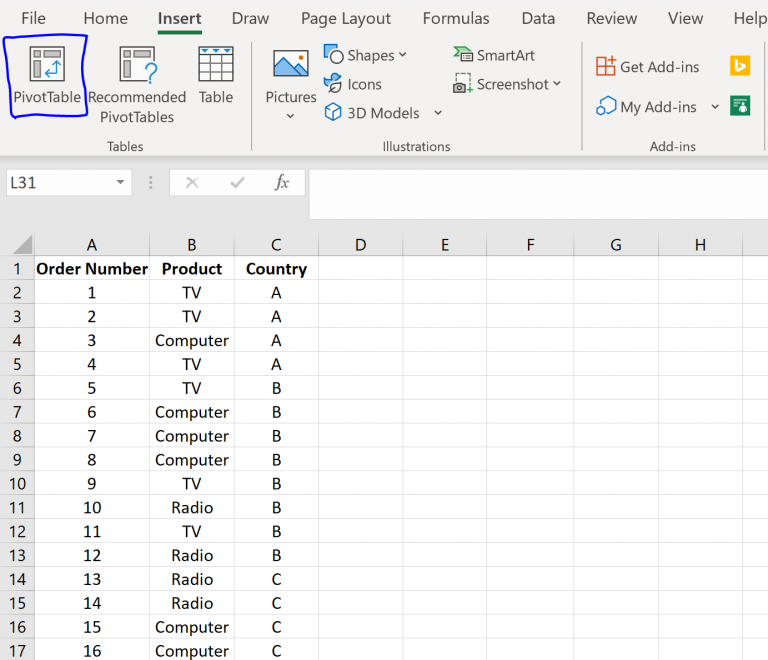 File Home Insert Draw Page Layout Formulas Data Review View Help
PivotTable
Recommended
PivotTables
Table
Tables
Pictures
Shapes
Icons
3D Models
SmartArt
Screenshot
Illustrations
Get Add-ins
My Add-ins
Add-ins
L31 fx
A B C D E F G H
1 Order Number Product Country
2 1 TV A
3 2 TV A
4 3 Computer A
5 4 TV A
6 5 TV B
7 6 Computer B
8 7 Computer B
9 8 Computer B
10 9 TV B
11 10 Radio B
12 11 TV B
13 12 Radio B
14 13 Radio C
15 14 Radio C
16 15 Computer C
17 16 Computer C